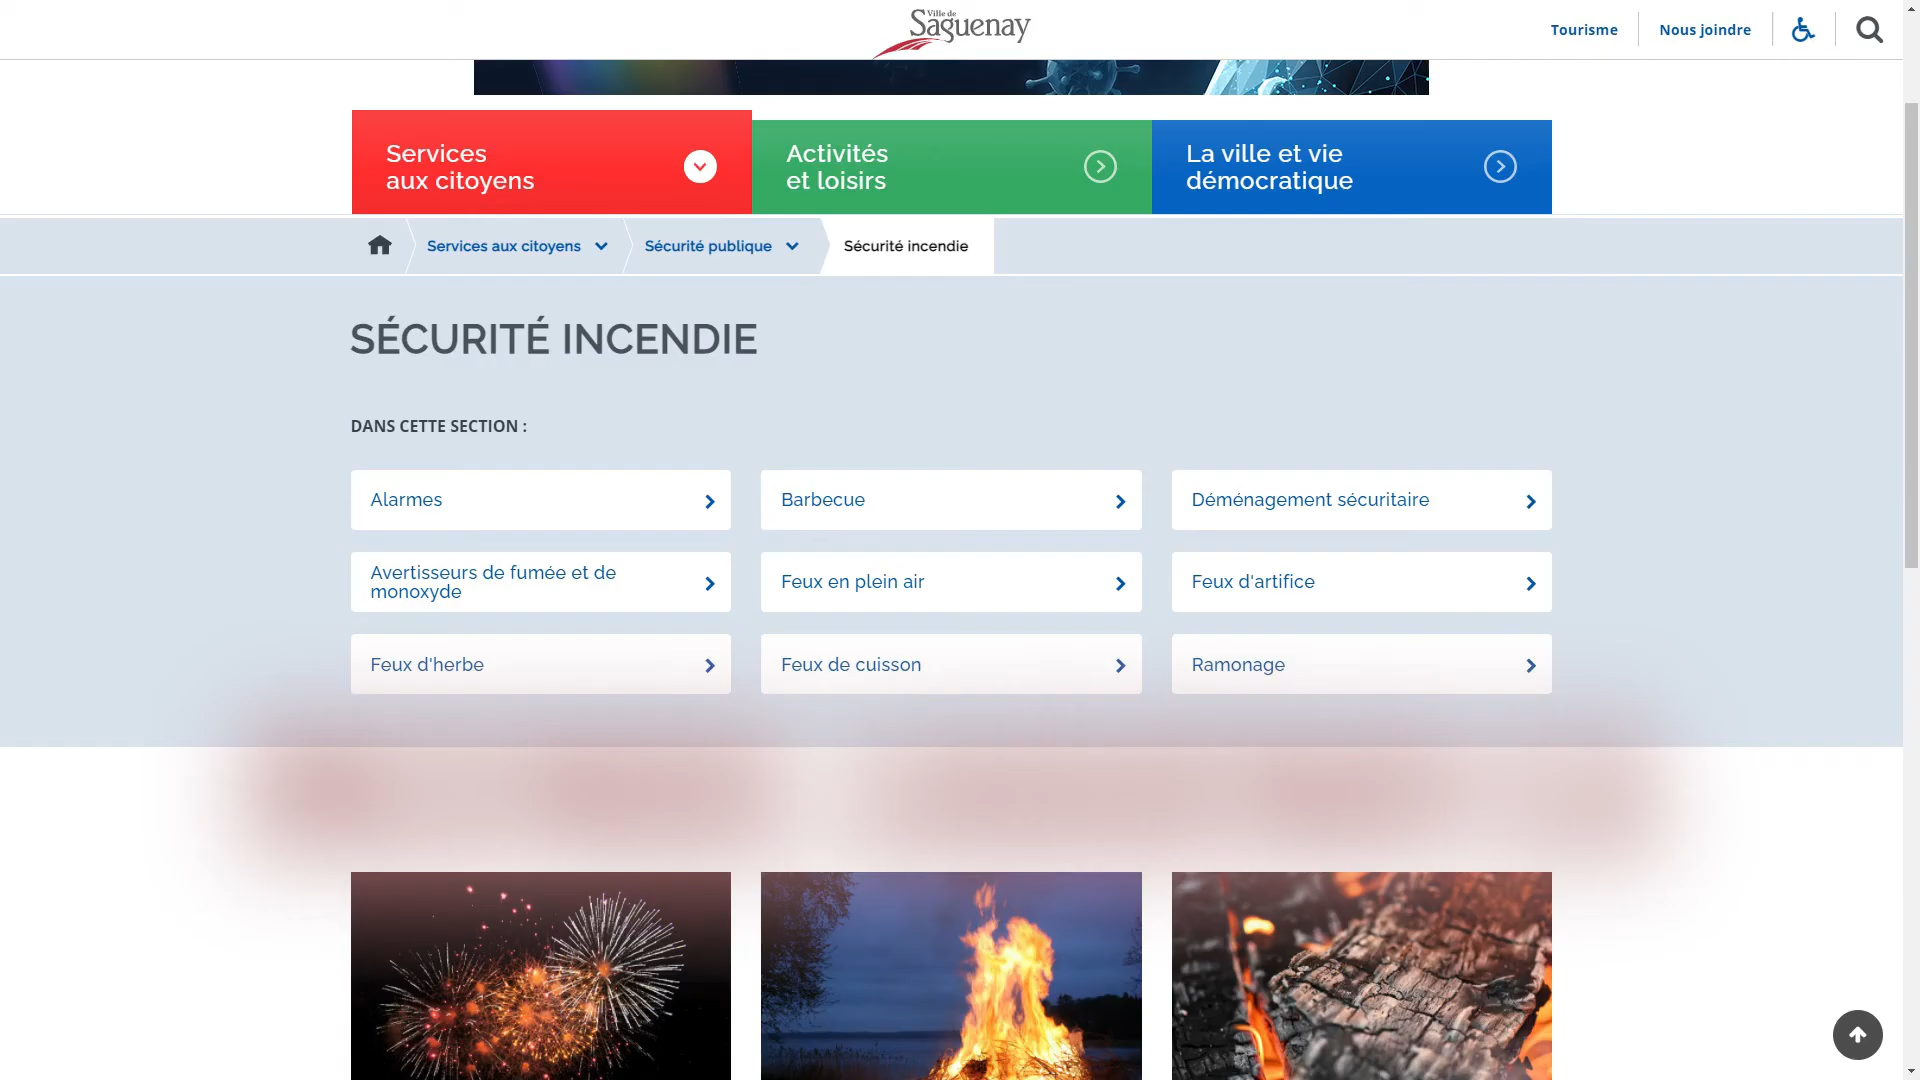 Ville de
Saguenay
Tourisme
Nous joindre
Services
aux citoyens
Activités
et loisirs
La ville et vie
démocratique
Services aux citoyens
Sécurité publique
Sécurité incendie
SÉCURITÉ INCENDIE
DANS CETTE SECTION :
Alarmes
Barbecue
Déménagement sécuritaire
Avertisseurs de fumée et de
monoxyde
Feux en plein air
Feux d'artifice
Feux d'herbe
Feux de cuisson
Ramonage